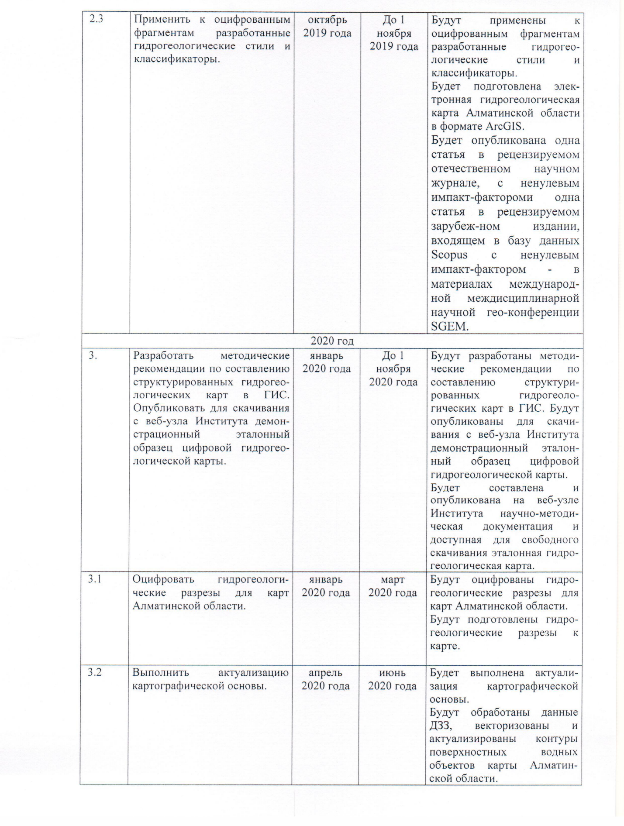 2.3
Применить к оцифрованным
фрагментам разработанные
гидрогеологические стили и
классификаторы.
октябрь
2019 года
До 1
ноября
2019 года
Будут применены к
оцифрованным фрагментам
разработанные гидрогео-
логические стили и
классификаторы.
Будет подготовлена элек-
тронная гидрогеологическая
карта Алматинской области
в формате ArcGIS.
Будет опубликована одна
статья в рецензируемом
отечественном научном
журнале, с ненулевым
импакт-фактороми одна
статья в рецензируемом
зарубеж-ном издании,
входящем в базу данных
Scopus с ненулевым
импакт-фактором - в
материалах международ-
ной междисциплинарной
научной гео-конференции
SGEM.
2020 год
3.
Разработать методические
рекомендации по составлению
структурированных гидрогео-
логических карт в ГИС.
Опубликовать для скачивания
с веб-узла Института демон-
страционный эталонный
образец цифровой гидрогео-
логической карты.
январь
2020 года
До 1
ноября
2020 года
Будут разработаны методи-
ческие рекомендации по
составлению структури-
рованных гидрогеоло-
гических карт в ГИС. Будут
опубликованы для скачи-
вания с веб-узла Института
демонстрационный эталон-
ный образец цифровой
гидрогеологической карты.
Будет составлена и
опубликована на веб-узле
Института научно-методи-
ческая документация и
доступная для свободного
скачивания эталонная гидро-
геологическая карта.
3.1
Оцифровать гидрогеологи-
ческие разрезы для карт
Алматинской области.
январь
2020 года
март
2020 года
Будут оцифрованы гидро-
геологические разрезы для
карт Алматинской области.
Будут подготовлены гидро-
геологические разрезы к
карте.
3.2
Выполнить актуализацию
картографической основы.
апрель
2020 года
июнь
2020 года
Будет выполнена актуали-
зация картографической
основы.
Будут обработаны данные
ДЗЗ, векторизованы и
актуализированы контуры
поверхностных водных
объектов карты Алматин-
ской области.